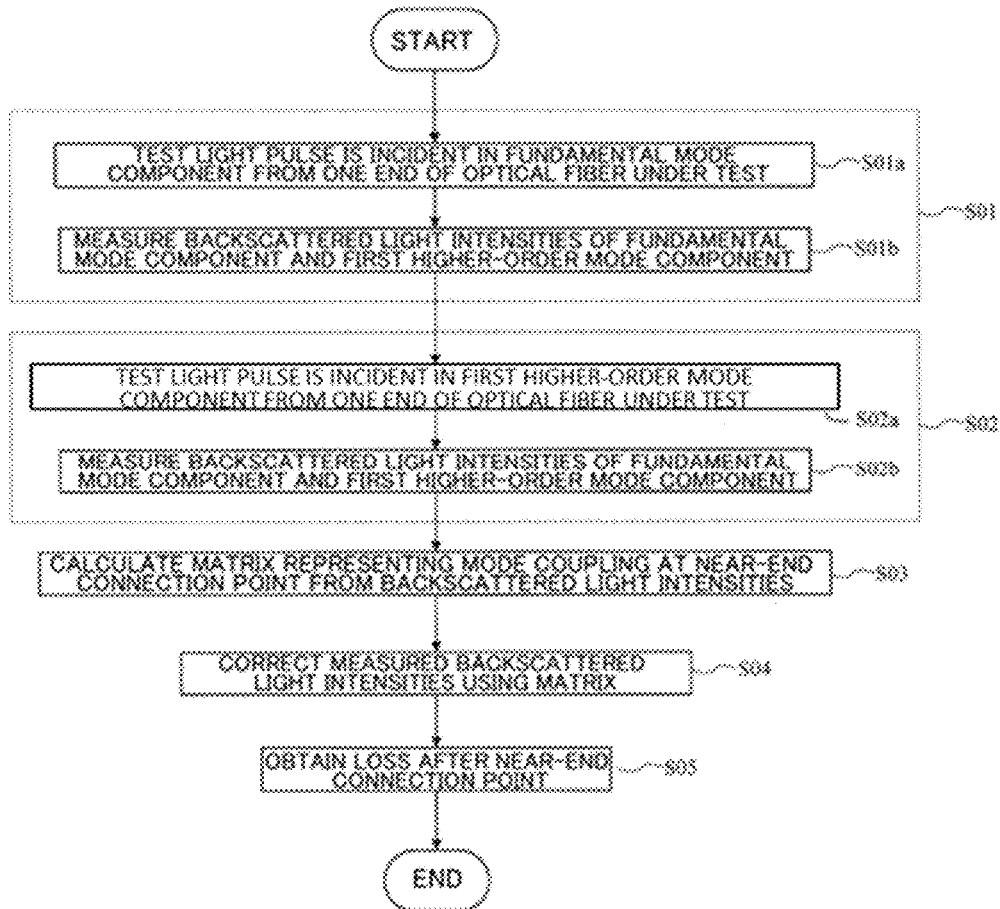 START
TEST LIGHT PULSE IS INCIDENT IN FUNDAMENTAL MODE
COMPONENT FROM ONE END OF OPTICAL FIBER UNDER TEST
S01a
S01
MEASURE BACKSCATTERED LIGHT INTENSITIES OF FUNDAMENTAL
MODE COMPONENT AND FIRST HIGHER-ORDER MODE COMPONENT
S01b
TEST LIGHT PULSE IS INCIDENT IN FIRST HIGHER-ORDER MODE
COMPONENT FROM ONE END OF OPTICAL FIBER UNDER TEST
S02a
S02
MEASURE BACKSCATTERED LIGHT INTENSITIES OF FUNDAMENTAL
MODE COMPONENT AND FIRST HIGHER-ORDER MODE COMPONENT
S02b
CALCULATE MATRIX REPRESENTING MODE COUPLING AT NEAR-END
CONNECTION POINT FROM BACKSCATTERED LIGHT INTENSITIES
S03
CORRECT MEASURED BACKSCATTERED
LIGHT INTENSITIES USING MATRIX
S04
OBTAIN LOSS AFTER NEAR-END
CONNECTION POINT
S05
END